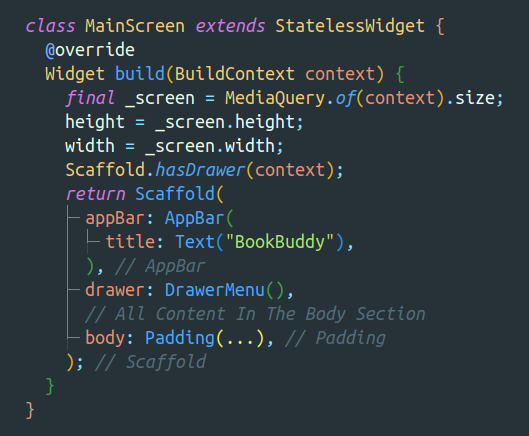 class MainScreen extends StatelessWidget {
@override
Widget build(BuildContext context) {
final _screen = MediaQuery.of(context).size;
height = _screen.height;
width = _screen.width;
Scaffold.hasDrawer(context);
return Scaffold(
appBar: AppBar(
title: Text("BookBuddy"),
), // AppBar
drawer: DrawerMenu(),
// All Content In The Body Section
body: Padding(...), // Padding
); // Scaffold
}
}